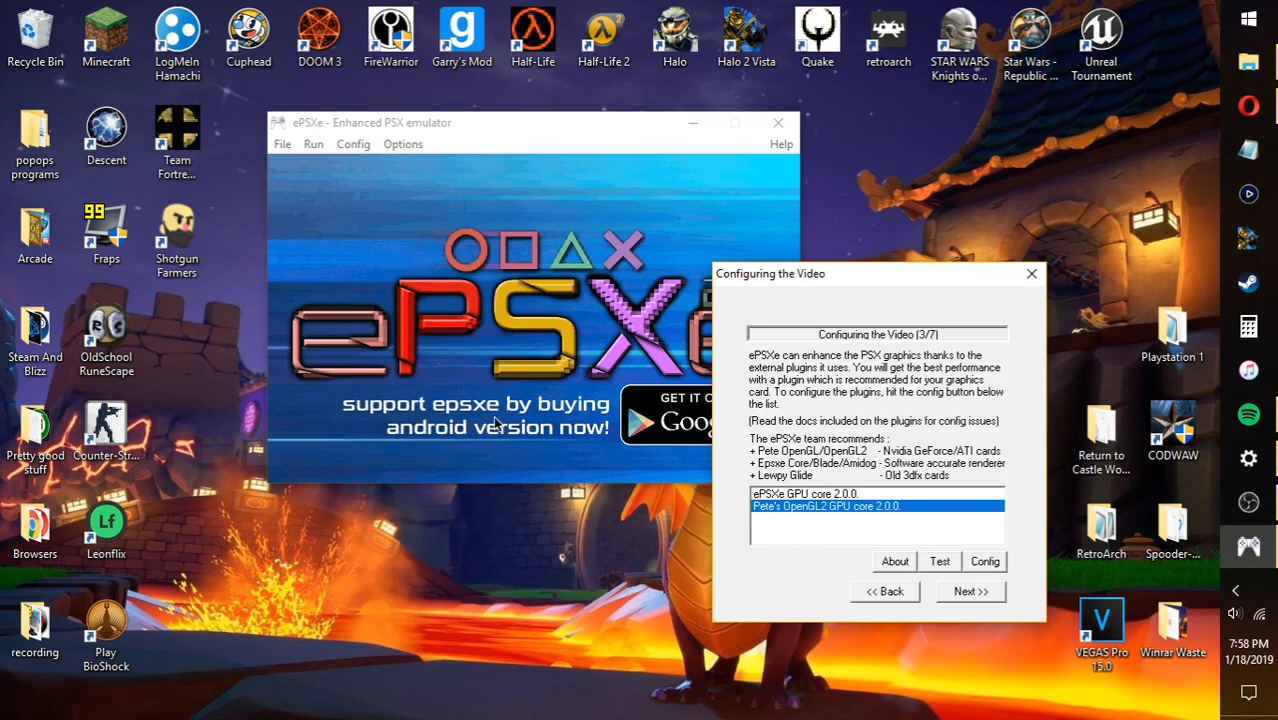 Recycle Bin
Minecraft
LogMeIn
Hamachi
Cuphead
DOOM 3
FireWarrior
Garry's Mod
Half-Life
Half-Life 2
Halo
Halo 2 Vista
Quake
retroarch
STAR WARS
Knights o...
Star Wars -
Republic ...
Unreal
Tournament
popops
programs
Descent
Team
Fortre...
Arcade
99
Fraps
Shotgun
Farmers
Steam And
Blizz
OldSchool
RuneScape
Pretty good
stuff
Counter-Str...
Browsers
Lf
Leonflix
recording
Play
BioShock
ePSXe - Enhanced PSX emulator
File
Run
Config
Options
Help
ePSXe
support epsxe by buying
android version now!
GET IT O
Goo
Configuring the Video
Configuring the Video (3/7)
ePSXe can enhance the PSX graphics thanks to the
external plugins it uses. You will get the best performance
with a plugin which is recommended for your graphics
card. To configure the plugins, hit the config button below
the list.
(Read the docs included on the plugins for config issues)
The ePSXe team recommends :
+ Pete OpenGL/OpenGL2 - Nvidia GeForce/ATI cards
+ Epsxe Core/Blade/Amidog - Software accurate renderer
+ Lewpy Glide - Old 3dfx cards
ePSXe GPU core 2.0.0.
Pete's OpenGL2 GPU core 2.0.0.
About
Test
Config
<< Back
Next >>
Playstation 1
Return to
Castle Wo...
CODWAW
RetroArch
Spooder-...
V
VEGAS Pro
15.0
Winrar Waste
7:58 PM
1/18/2019